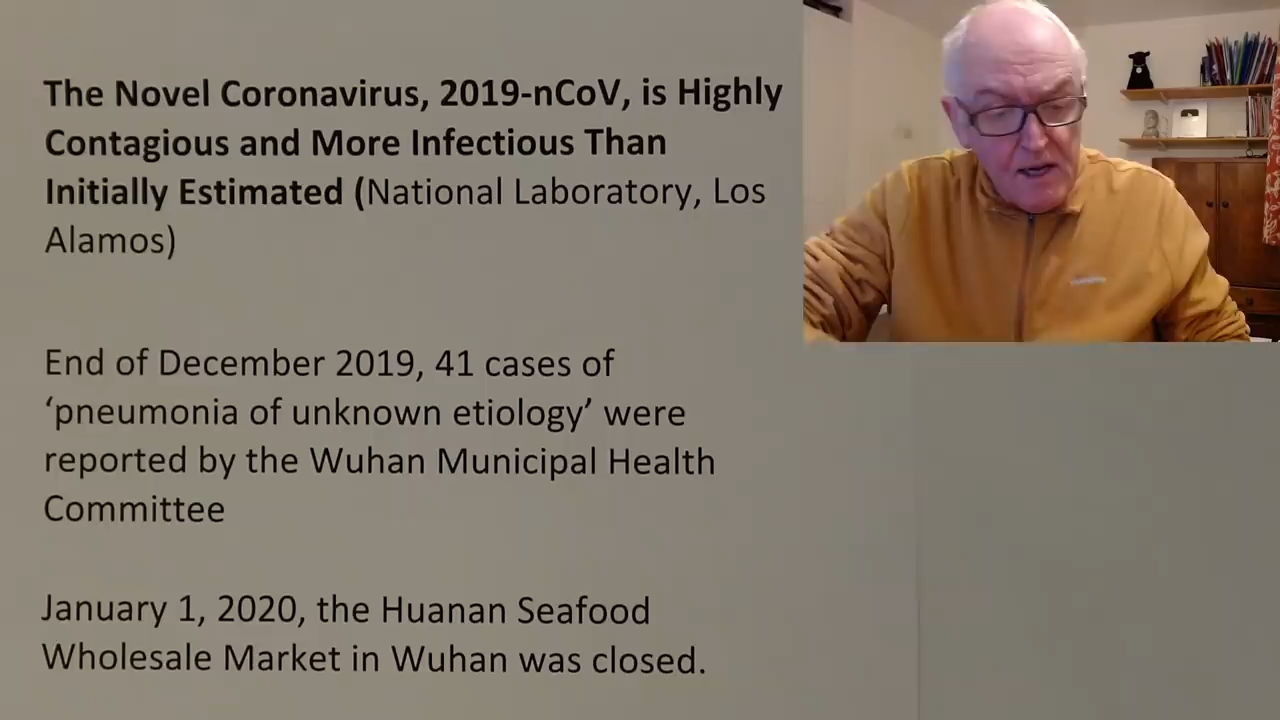 The Novel Coronavirus, 2019-nCoV, is Highly
Contagious and More Infectious Than
Initially Estimated (National Laboratory, Los
Alamos)
End of December 2019, 41 cases of
‘pneumonia of unknown etiology’ were
reported by the Wuhan Municipal Health
Committee
January 1, 2020, the Huanan Seafood
Wholesale Market in Wuhan was closed.